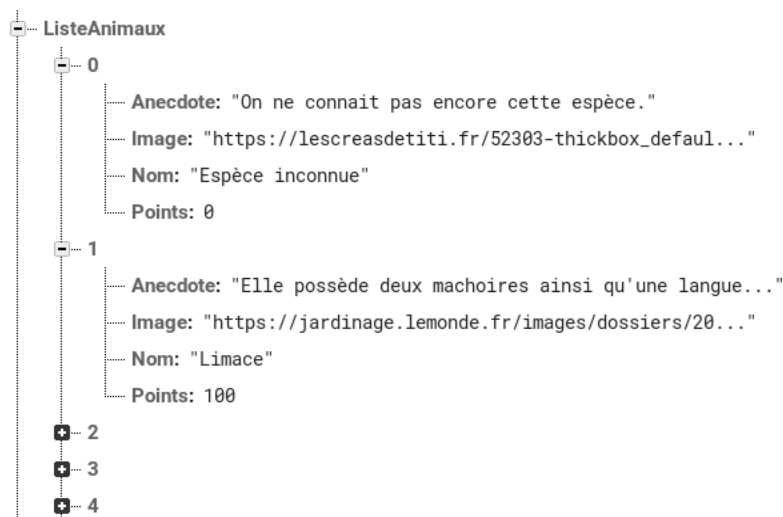 ListeAnimaux
0
Anecdote: "On ne connait pas encore cette espèce."
Image: "https://lescreasdetiti.fr/52303-thickbox_defaul..."
Nom: "Espèce inconnue"
Points: 0
1
Anecdote: "Elle possède deux machoires ainsi qu'une langue..."
Image: "https://jardinage.lemonde.fr/images/dossiers/20..."
Nom: "Limace"
Points: 100
2
3
4